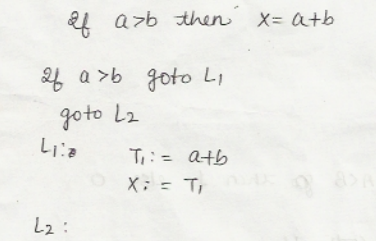 If a>b then x= a+b
If a>b goto L1
goto L2
L1: T1:= a+b
X:= T1
L2: